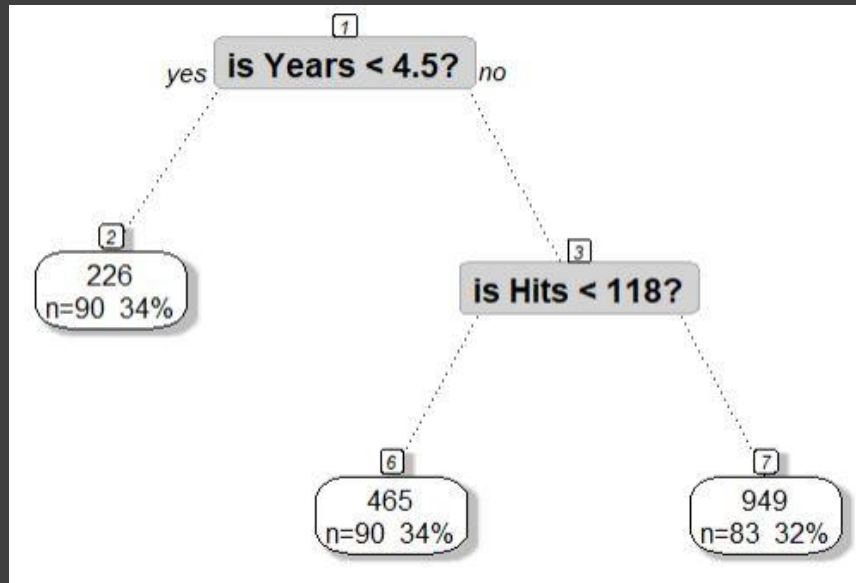 1
yes is Years < 4.5? no
2
226
n=90 34%
3
is Hits < 118?
6
465
n=90 34%
7
949
n=83 32%